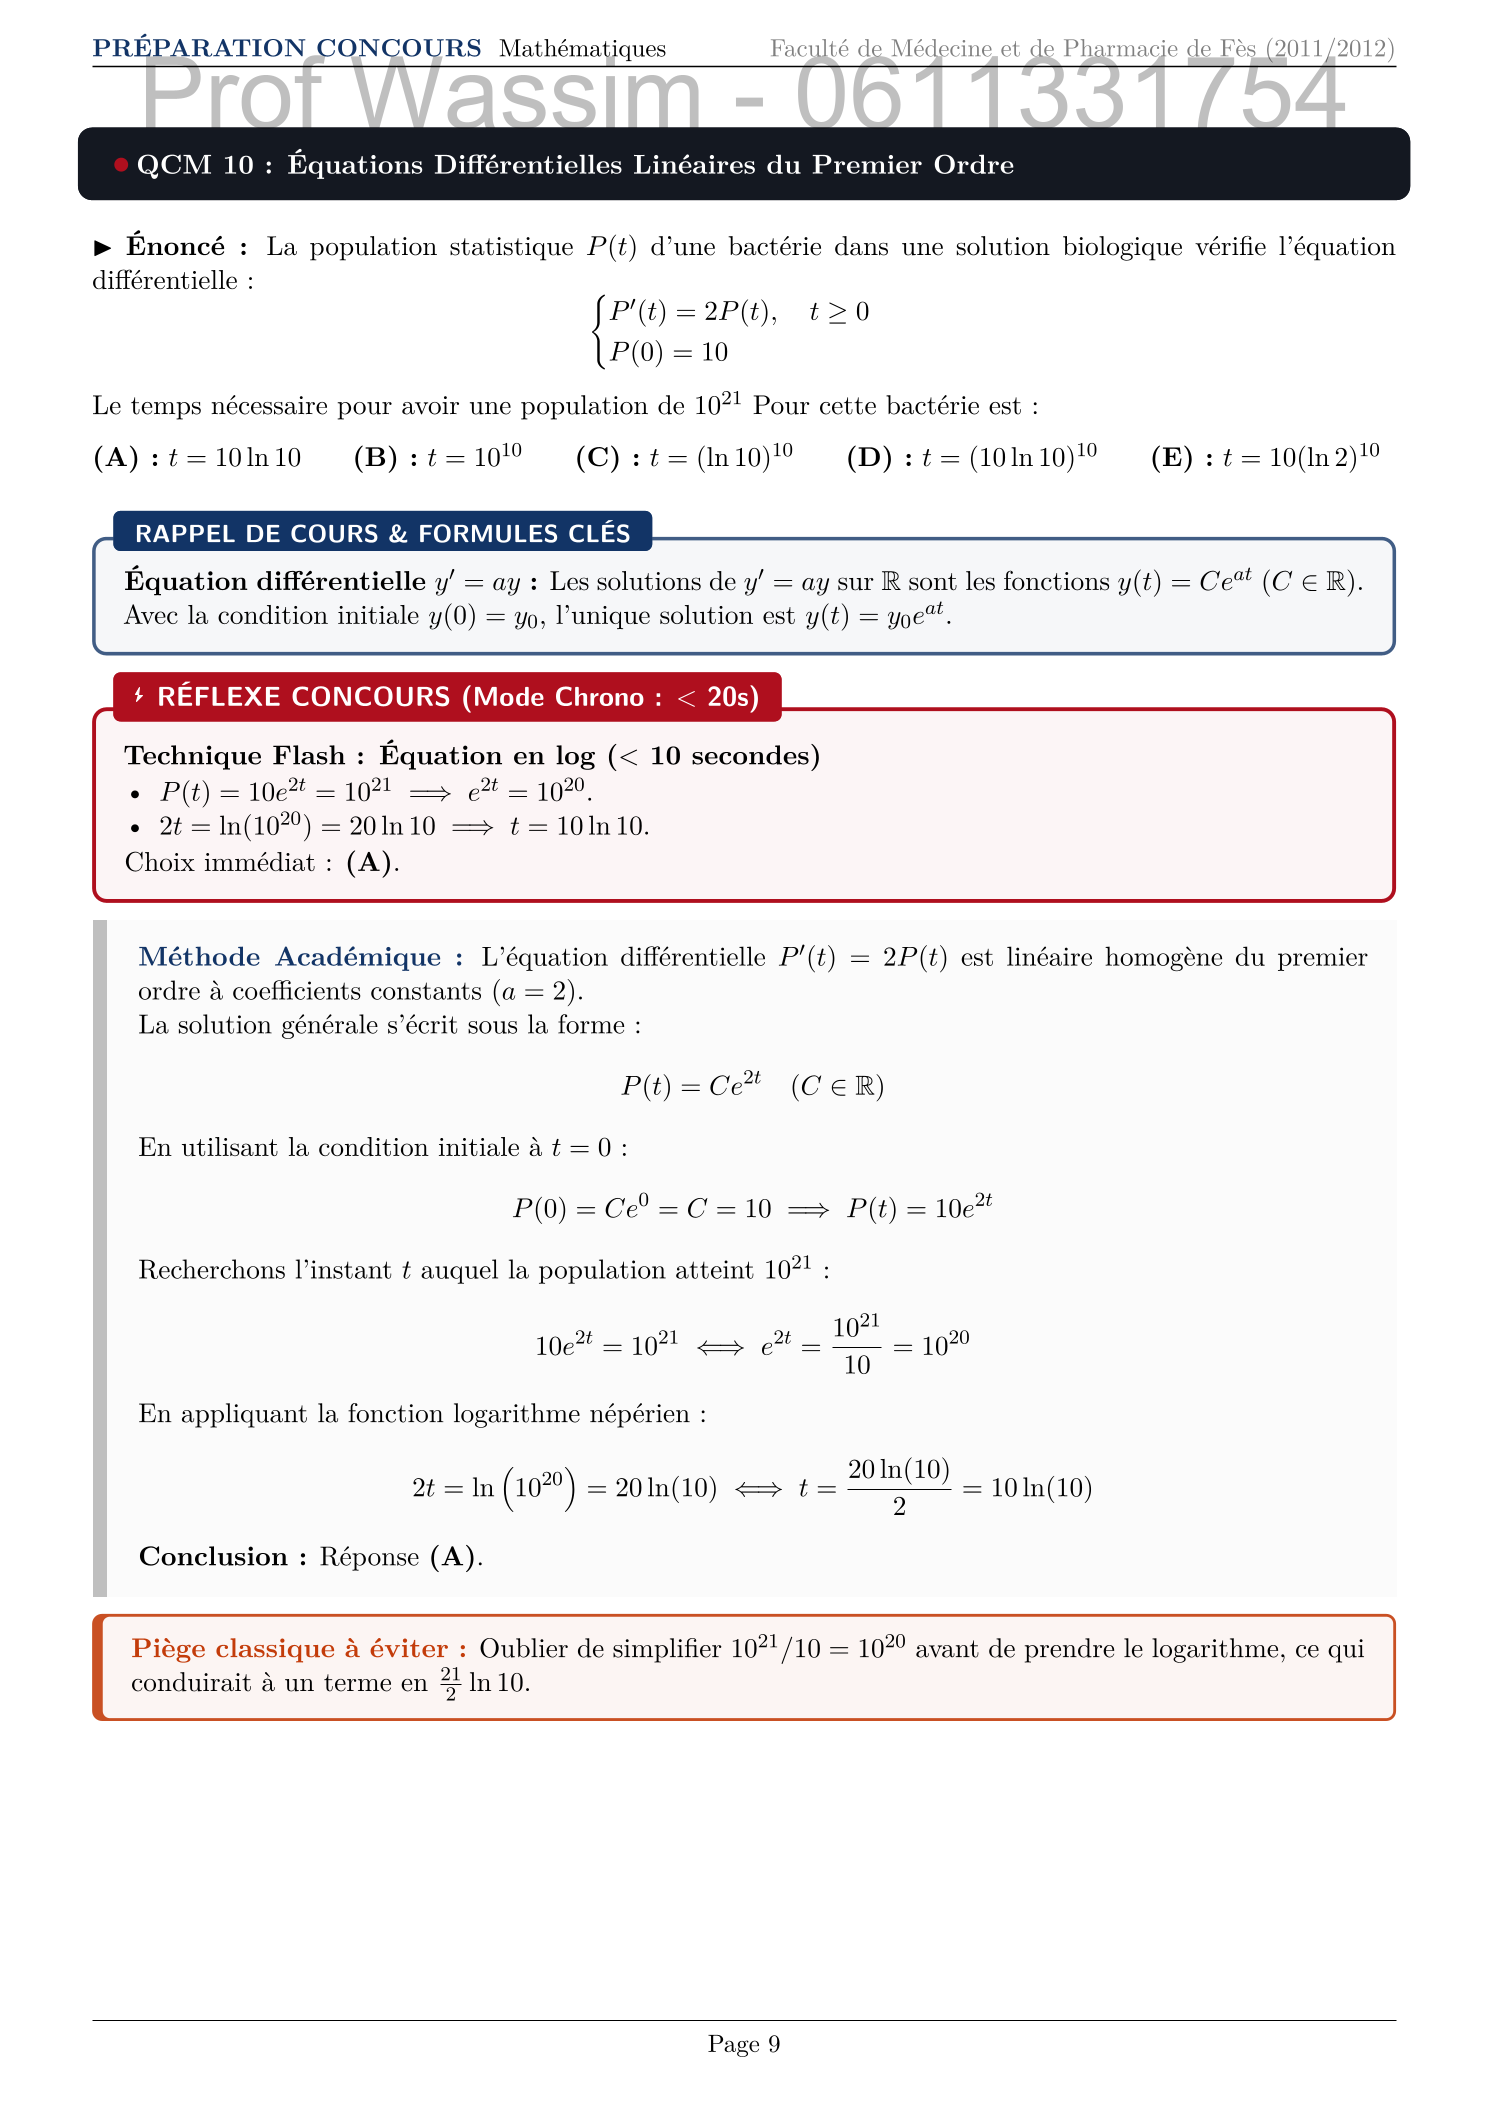 PRÉPARATION CONCOURS Mathématiques Faculté de Médecine et de Pharmacie de Fès (2011/2012)
Prof Wassim - 0611331754
QCM 10 : Équations Différentielles Linéaires du Premier Ordre
▶ Énoncé : La population statistique P(t) d'une bactérie dans une solution biologique vérifie l'équation
différentielle :
P′(t) = 2P(t), t ≥ 0
P(0) = 10
Le temps nécessaire pour avoir une population de 10^21 Pour cette bactérie est :
(A) : t = 10 ln 10 (B) : t = 10^10 (C) : t = (ln 10)^10 (D) : t = (10 ln 10)^10 (E) : t = 10(ln 2)^10
RAPPEL DE COURS & FORMULES CLÉS
Équation différentielle y′ = ay : Les solutions de y′ = ay sur ℝ sont les fonctions y(t) = Ce^{at} (C ∈ ℝ).
Avec la condition initiale y(0) = y_0, l'unique solution est y(t) = y_0e^{at}.
⚡ RÉFLEXE CONCOURS (Mode Chrono : < 20s)
Technique Flash : Équation en log (< 10 secondes)
• P(t) = 10e^{2t} = 10^21 ⟹ e^{2t} = 10^20.
• 2t = ln(10^20) = 20 ln 10 ⟹ t = 10 ln 10.
Choix immédiat : (A).
Méthode Académique : L'équation différentielle P′(t) = 2P(t) est linéaire homogène du premier
ordre à coefficients constants (a = 2).
La solution générale s'écrit sous la forme :
P(t) = Ce^{2t} (C ∈ ℝ)
En utilisant la condition initiale à t = 0 :
P(0) = Ce^0 = C = 10 ⟹ P(t) = 10e^{2t}
Recherchons l'instant t auquel la population atteint 10^21 :
10e^{2t} = 10^21 ⟺ e^{2t} = 10^21/10 = 10^20
En appliquant la fonction logarithme népérien :
2t = ln(10^20) = 20 ln(10) ⟺ t = 20 ln(10)/2 = 10 ln(10)
Conclusion : Réponse (A).
Piège classique à éviter : Oublier de simplifier 10^21/10 = 10^20 avant de prendre le logarithme, ce qui
conduirait à un terme en 21/2 ln 10.
Page 9